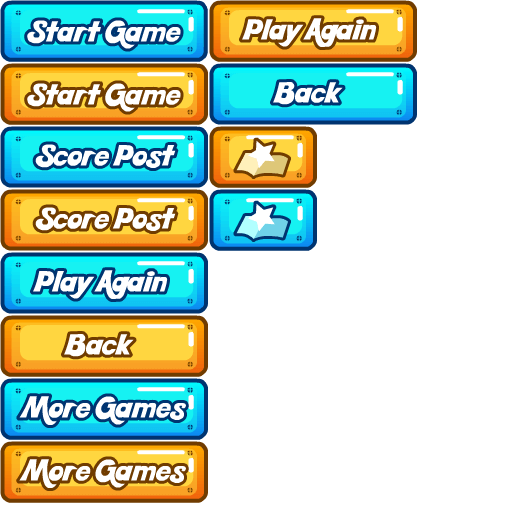 Start Game
Play Again
Start Game
Back
Score Post
Score Post
Play Again
Back
More Games
More Games